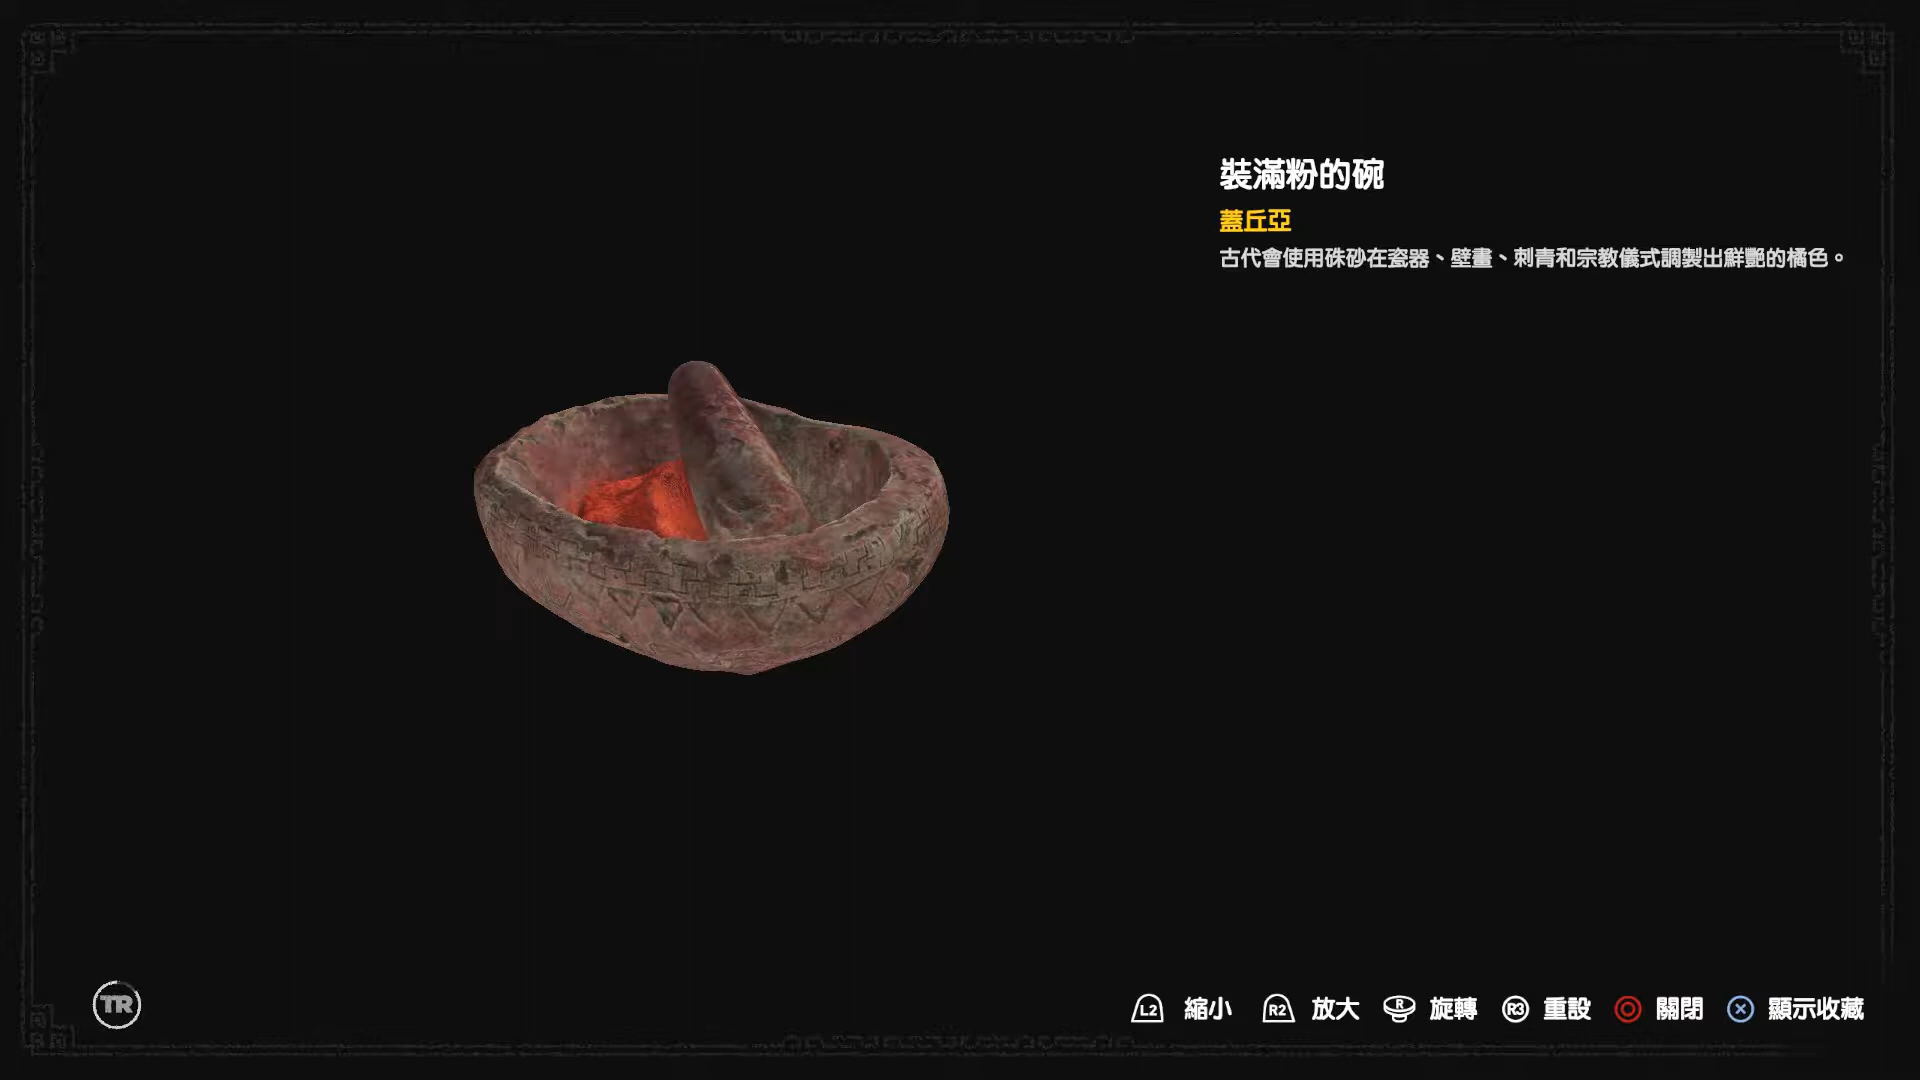 裝滿粉的碗
蓋丘亞
古代會使用硃砂在瓷器、壁畫、刺青和宗教儀式調製出鮮艷的橘色。
TR
L2 縮小 R2 放大 R 旋轉 R3 重設 關閉 顯示收藏